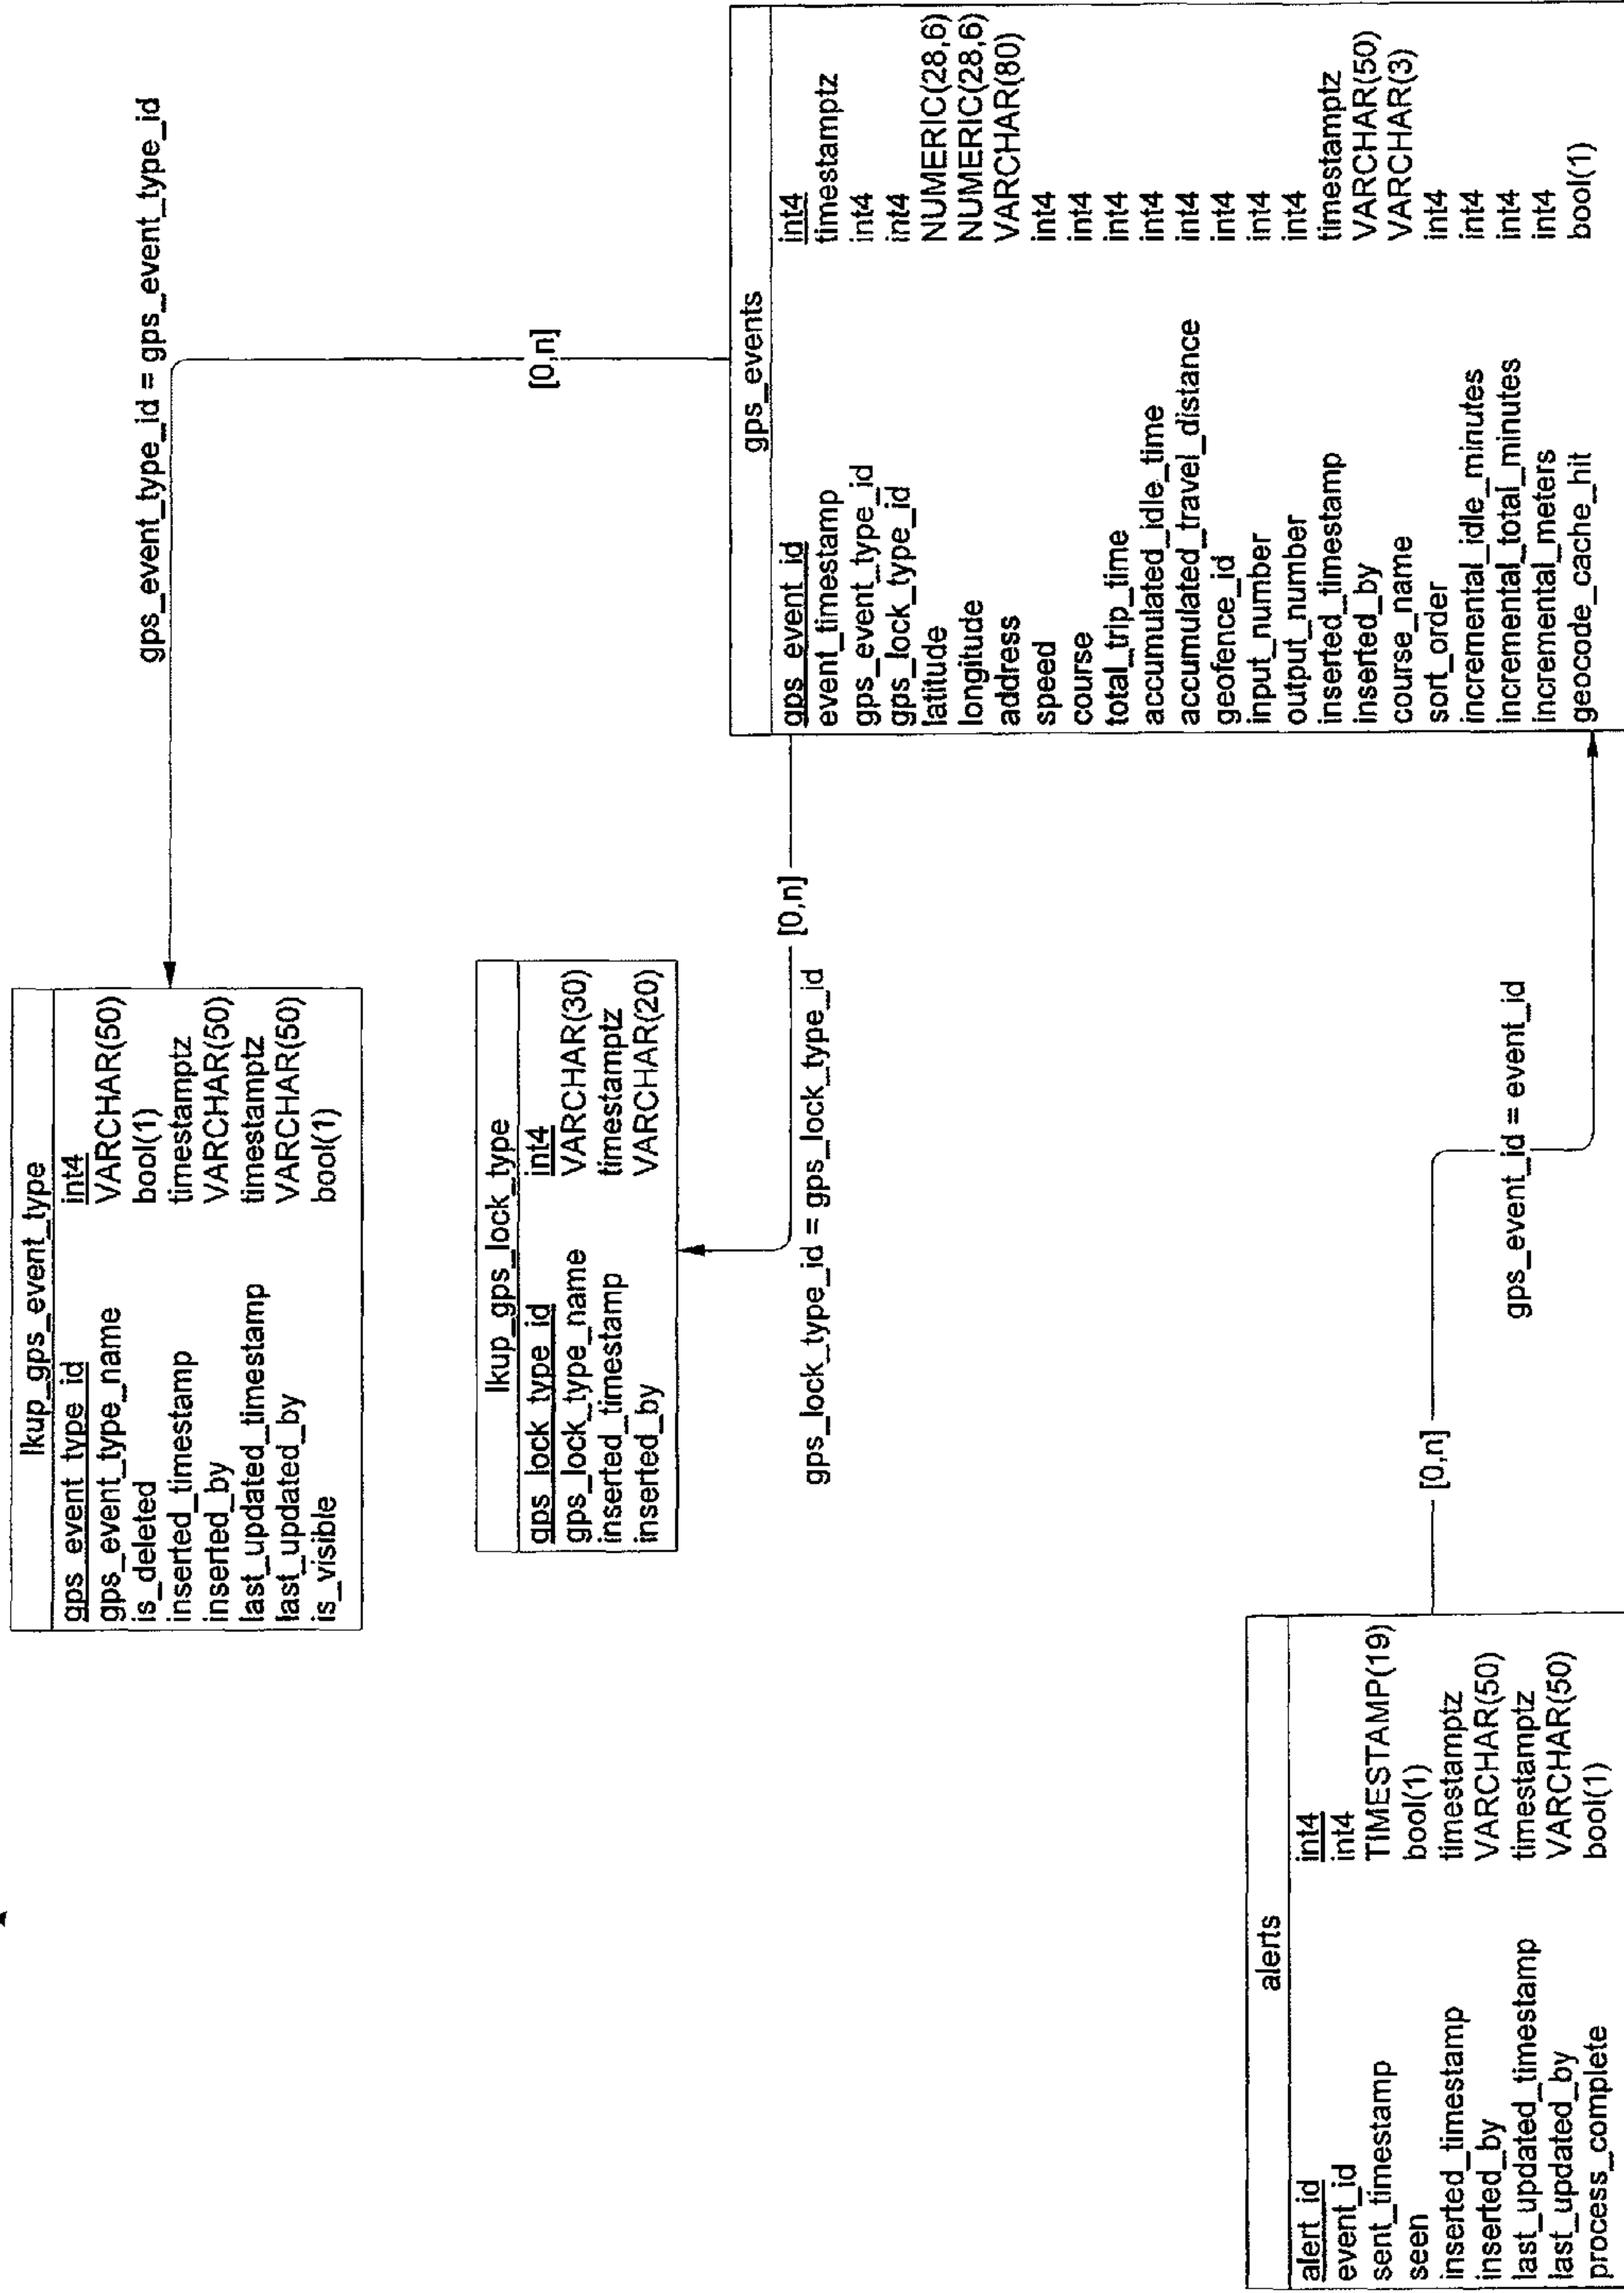 lkup_gps_event_type
gps_event_type_id int4
gps_event_type_name VARCHAR(50)
is_deleted bool(1)
inserted_timestamp timestamptz
inserted_by VARCHAR(50)
last_updated_timestamp timestamptz
last_updated_by VARCHAR(50)
is_visible bool(1)
gps_event_type_id = gps_event_type_id
[0,n]
lkup_gps_lock_type
gps_lock_type_id int4
gps_lock_type_name VARCHAR(30)
inserted_timestamp timestamptz
inserted_by VARCHAR(20)
[0,n]
gps_lock_type_id = gps_lock_type_id
gps_events
gps_event_id int4
event_timestamp timestamptz
gps_event_type_id int4
gps_lock_type_id int4
latitude NUMERIC(28,6)
longitude NUMERIC(28,6)
address VARCHAR(80)
speed int4
course int4
total_trip_time int4
accumulated_idle_time int4
accumulated_travel_distance int4
geofence_id int4
input_number int4
output_number int4
inserted_timestamp timestamptz
inserted_by VARCHAR(50)
course_name VARCHAR(3)
sort_order int4
incremental_idle_minutes int4
incremental_total_minutes int4
incremental_meters int4
geocode_cache_hit bool(1)
alerts
alert_id int4
event_id int4
sent_timestamp TIMESTAMP(19)
seen bool(1)
inserted_timestamp timestamptz
inserted_by VARCHAR(50)
last_updated_timestamp timestamptz
last_updated_by VARCHAR(50)
process_complete bool(1)
[0,n]
gps_event_id = event_id